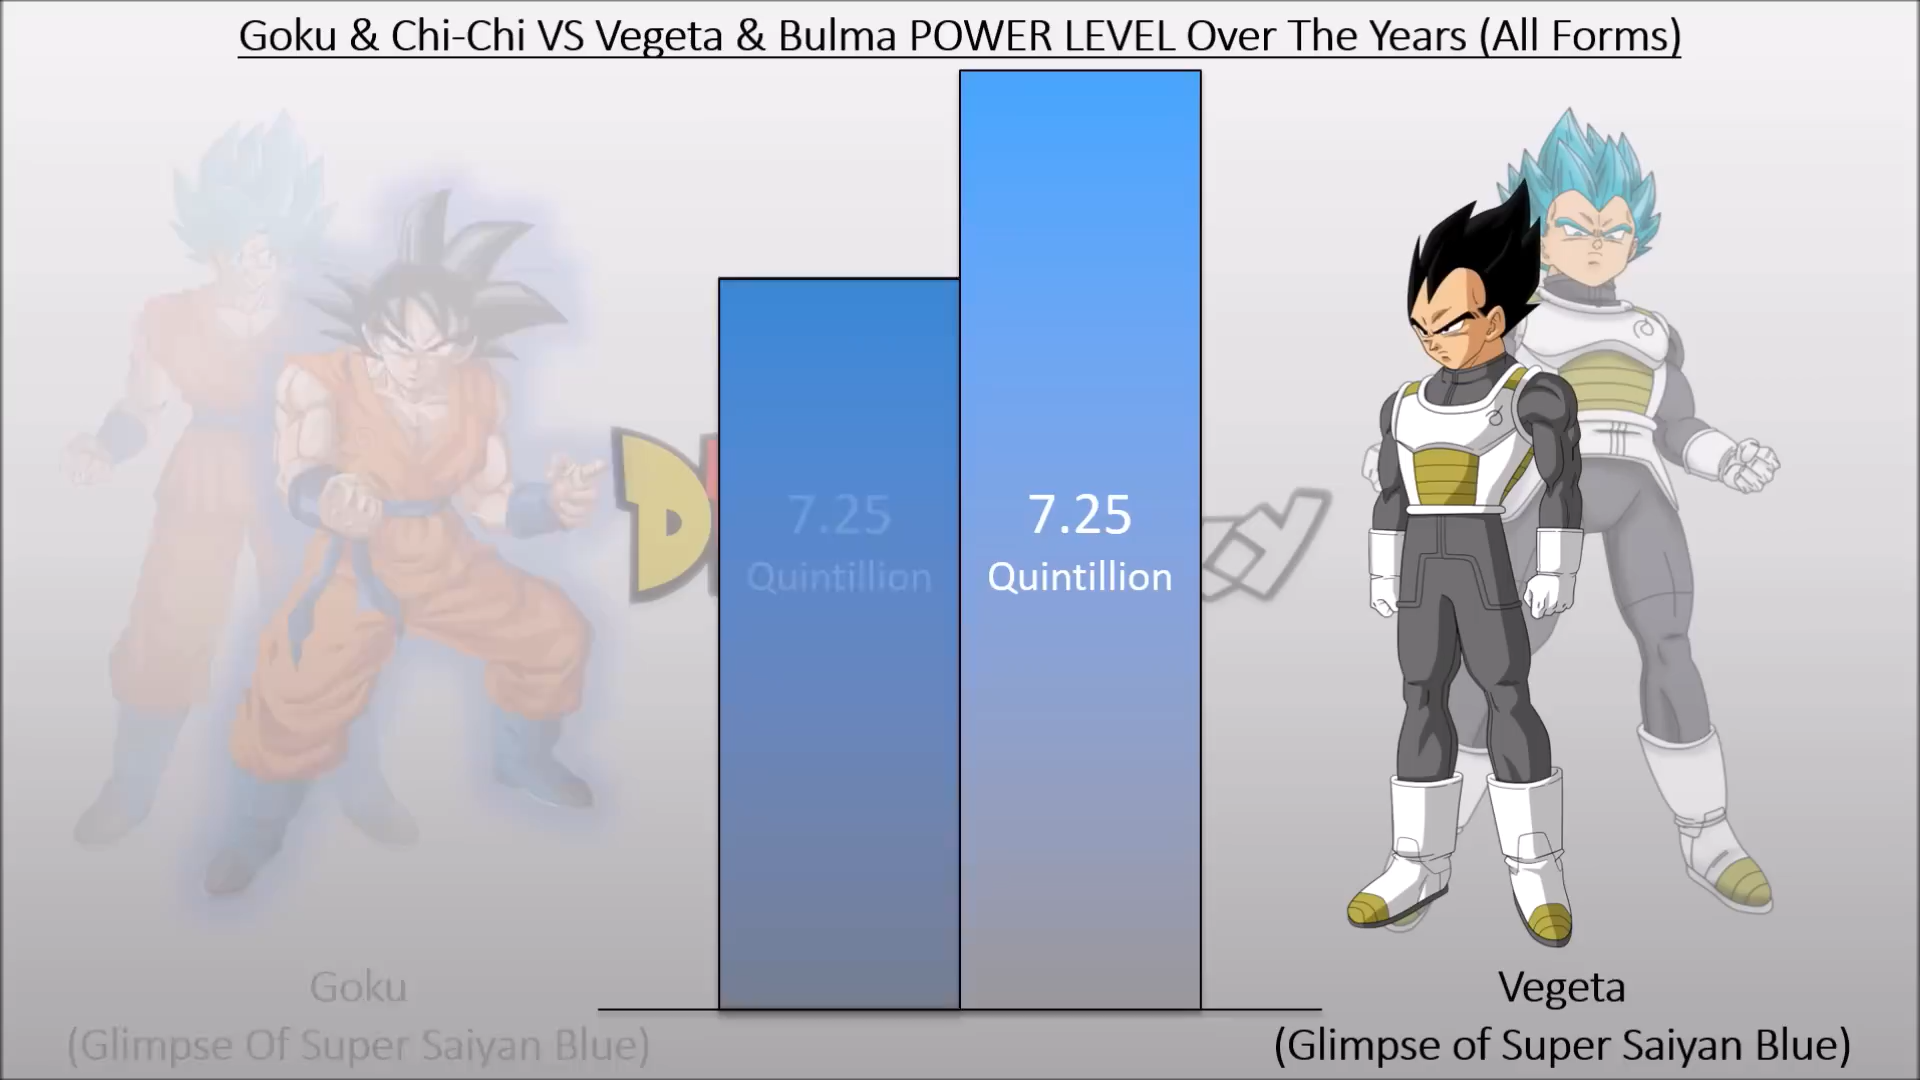 Goku & Chi-Chi VS Vegeta & Bulma POWER LEVEL Over The Years (All Forms)
7.25
Quintillion
7.25
Quintillion
Goku
(Glimpse Of Super Saiyan Blue)
Vegeta
(Glimpse of Super Saiyan Blue)